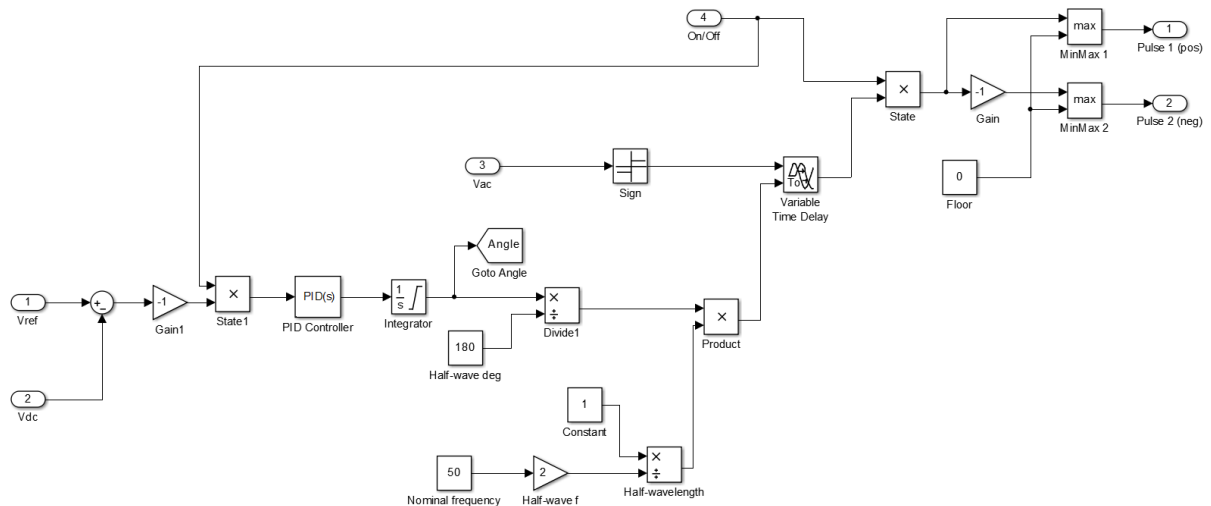 4
On/Off
max
MinMax 1
1
Pulse 1 (pos)
×
State
-1
Gain
max
MinMax 2
2
Pulse 2 (neg)
3
Vac
Sign
To
Variable
Time Delay
0
Floor
Angle
Goto Angle
1
Vref
+
−
-1
Gain1
×
State1
PID(s)
PID Controller
1
s
Integrator
×
÷
Divide1
×
Product
180
Half-wave deg
2
Vdc
1
Constant
50
Nominal frequency
2
Half-wave f
×
÷
Half-wavelength